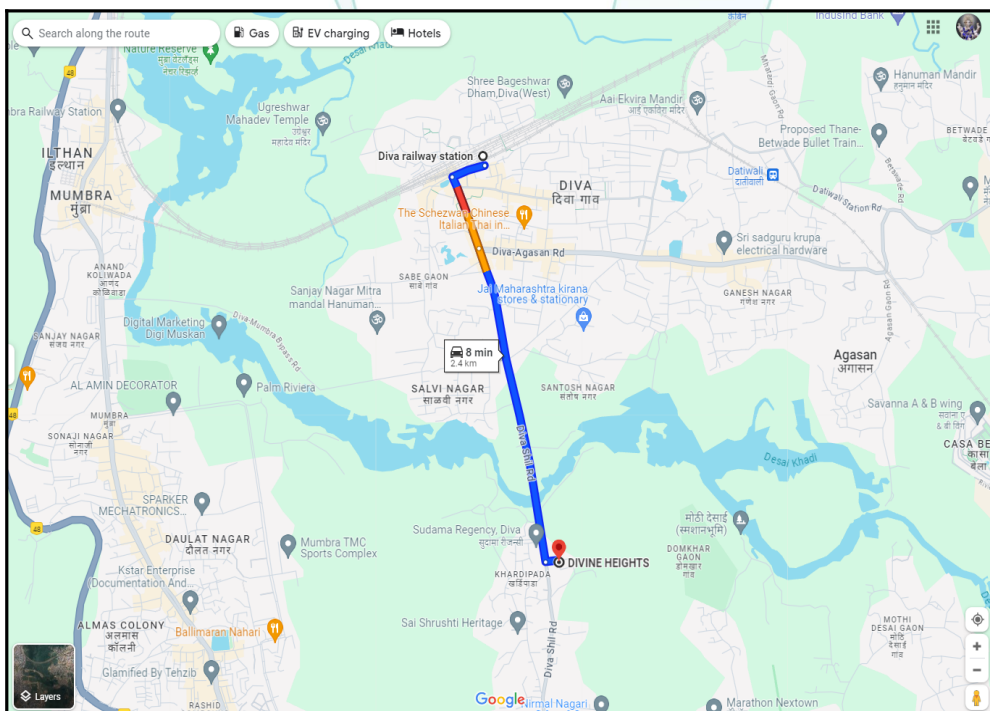 Search along the route
Gas
EV charging
Hotels
IndusInd Bank
Nature Reserve
48
Desai Khadi
Shree Bageshwar
Dham,Diva(West)
Hanuman Mandir
हनुमान मंदिर
Mhatardi Gaon Rd
Aai Ekvira Mandir
आई एकविरा मंदिर
bra Railway Station
Ugreshwar
Mahadev Temple
उग्रेश्वर
महादेव मंदिर
Proposed Thane-
Betwade Bullet Train...
BETWADE
ILTHAN
इल्थान
Diva railway station
MUMBRA
मुंब्रा
DIVA
दिवा गाव
Datiwali
दातीवली
Datiwali Station Rd
The Schezwan Chinese
Italian Thai in...
Sri sadguru krupa
electrical hardware
Diva-Agasan Rd
ANAND
KOLIWADA
आनंद
कोळिवाडा
SABE GAON
साबे गांव
Sanjay Nagar Mitra
mandal Hanuman...
Jai Maharashtra kirana
stores & stationary
GANESH NAGAR
गणेश नगर
Agasan Gaon Rd
Digital Marketing
Digi Muskan
Diva-Mumbra Bypass Rd
SANJAY NAGAR
संजय नगर
8 min
2.4 km
Agasan
अगासन
AL AMIN DECORATOR
Palm Riviera
SALVI NAGAR
साळवी नगर
SANTOSH NAGAR
संतोष नगर
Savanna A & B wing
48
MUMBRA
मुंब्रा
SONAJI NAGAR
सोनाजी नगर
Diva Shil Rd
CASA BE
कासा
बेला
Desai Khadi
SPARKER
MECHATRONICS...
48
Sudama Regency, Diva
सुदामा रीजन्सी
मोठी देसाई
(स्मशानभूमि)
DAULAT NAGAR
दौलत नगर
Mumbra TMC
Sports Complex
DIVINE HEIGHTS
DOMKHAR
GAON
डोमखार
गाव
Kstar Enterprise
(Documentation And...
KHARDIPADA
खर्डिपाडा
ALMAS COLONY
अलमास
कॉलनी
Ballimaran Nahari
Sai Shrushti Heritage
MOTHI
DESAI GAON
मोठि
देसाई
गांव
Diva Shil Rd
Glamified By Tehzib
Layers
RASHID
Google
Nirmal Nagari
Marathon Nextown